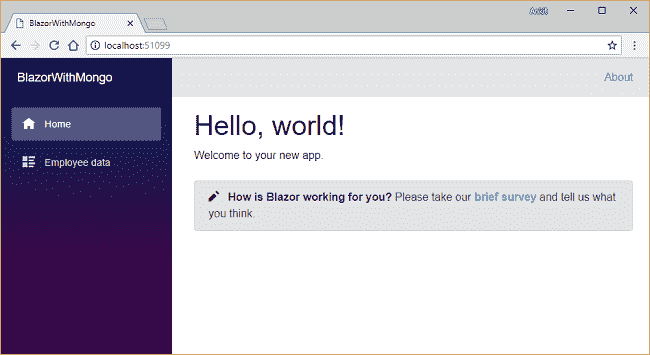 BlazorWithMongo
localhost:51099
BlazorWithMongo
About
Home
Employee data
Hello, world!
Welcome to your new app.
How is Blazor working for you? Please take our brief survey and tell us what
you think.